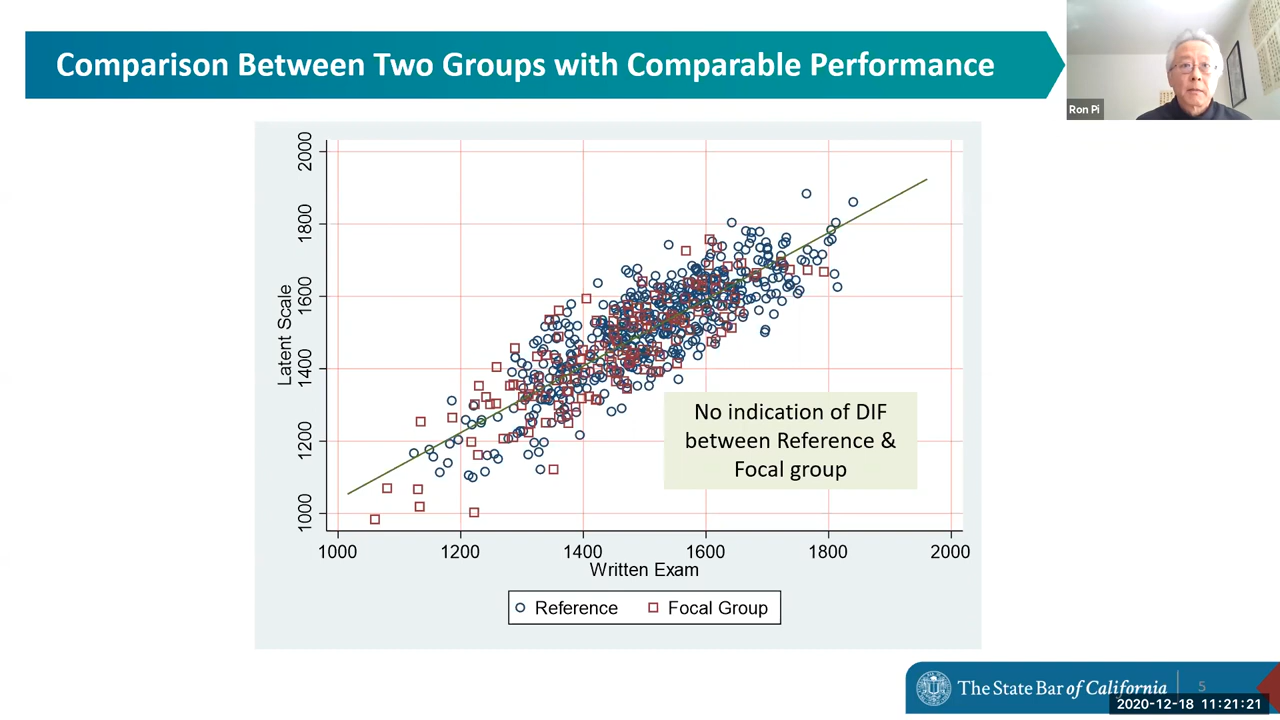 Comparison Between Two Groups with Comparable Performance
Ron Pi
2000
1800
1600
1400
1200
1000
Latent Scale
No indication of DIF
between Reference &
Focal group
1000 1200 1400 1600 1800 2000
Written Exam
Reference Focal Group
The State Bar of California
5
2020-12-18 11:21:21